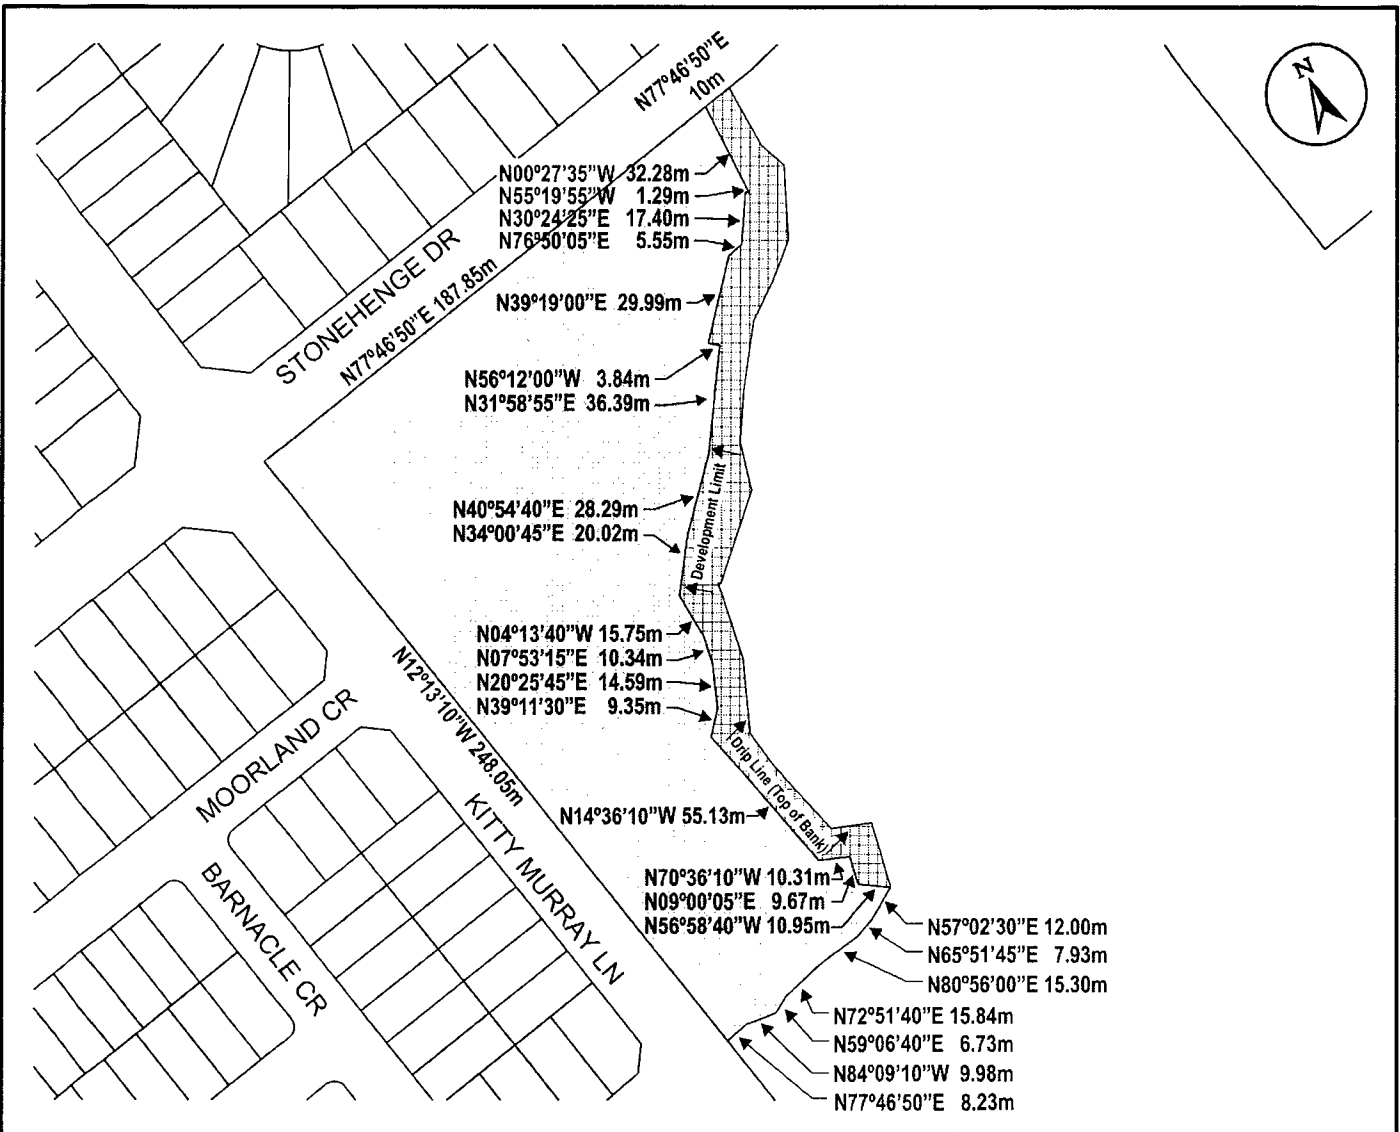 N77°46'50"E
10m
N
N00°27'35"W 32.28m
N55°19'55"W 1.29m
N30°24'25"E 17.40m
N76°50'05"E 5.55m
STONEHENGE DR
N77°46'50"E 187.85m
N39°19'00"E 29.99m
N56°12'00"W 3.84m
N31°58'55"E 36.39m
Development Limit
N40°54'40"E 28.29m
N34°00'45"E 20.02m
N04°13'40"W 15.75m
N07°53'15"E 10.34m
N20°25'45"E 14.59m
N39°11'30"E 9.35m
N12°13'10"W 248.05m
MOORLAND CR
Drip Line (Top of Bank)
N14°36'10"W 55.13m
KITTY MURRAY LN
BARNACLE CR
N70°36'10"W 10.31m
N09°00'05"E 9.67m
N56°58'40"W 10.95m
N57°02'30"E 12.00m
N65°51'45"E 7.93m
N80°56'00"E 15.30m
N72°51'40"E 15.84m
N59°06'40"E 6.73m
N84°09'10"W 9.98m
N77°46'50"E 8.23m